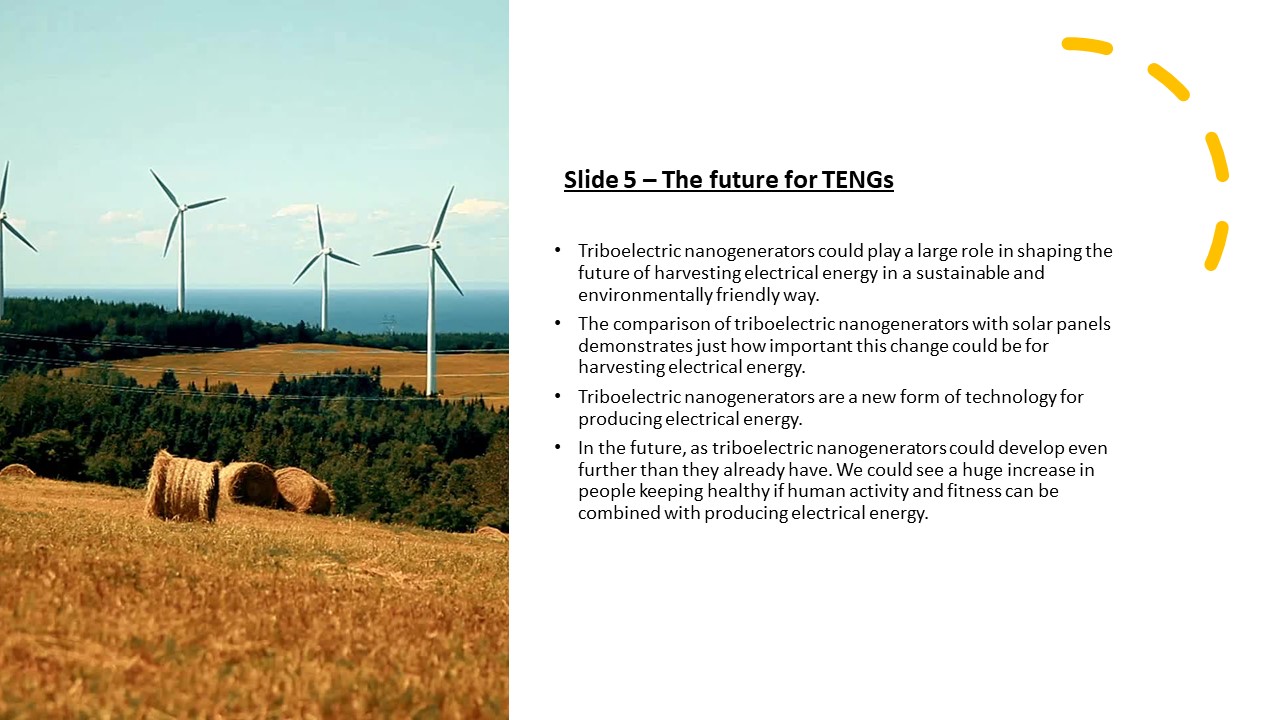 Slide 5 – The future for TENGs
• Triboelectric nanogenerators could play a large role in shaping the
future of harvesting electrical energy in a sustainable and
environmentally friendly way.
• The comparison of triboelectric nanogenerators with solar panels
demonstrates just how important this change could be for
harvesting electrical energy.
• Triboelectric nanogenerators are a new form of technology for
producing electrical energy.
• In the future, as triboelectric nanogenerators could develop even
further than they already have. We could see a huge increase in
people keeping healthy if human activity and fitness can be
combined with producing electrical energy.